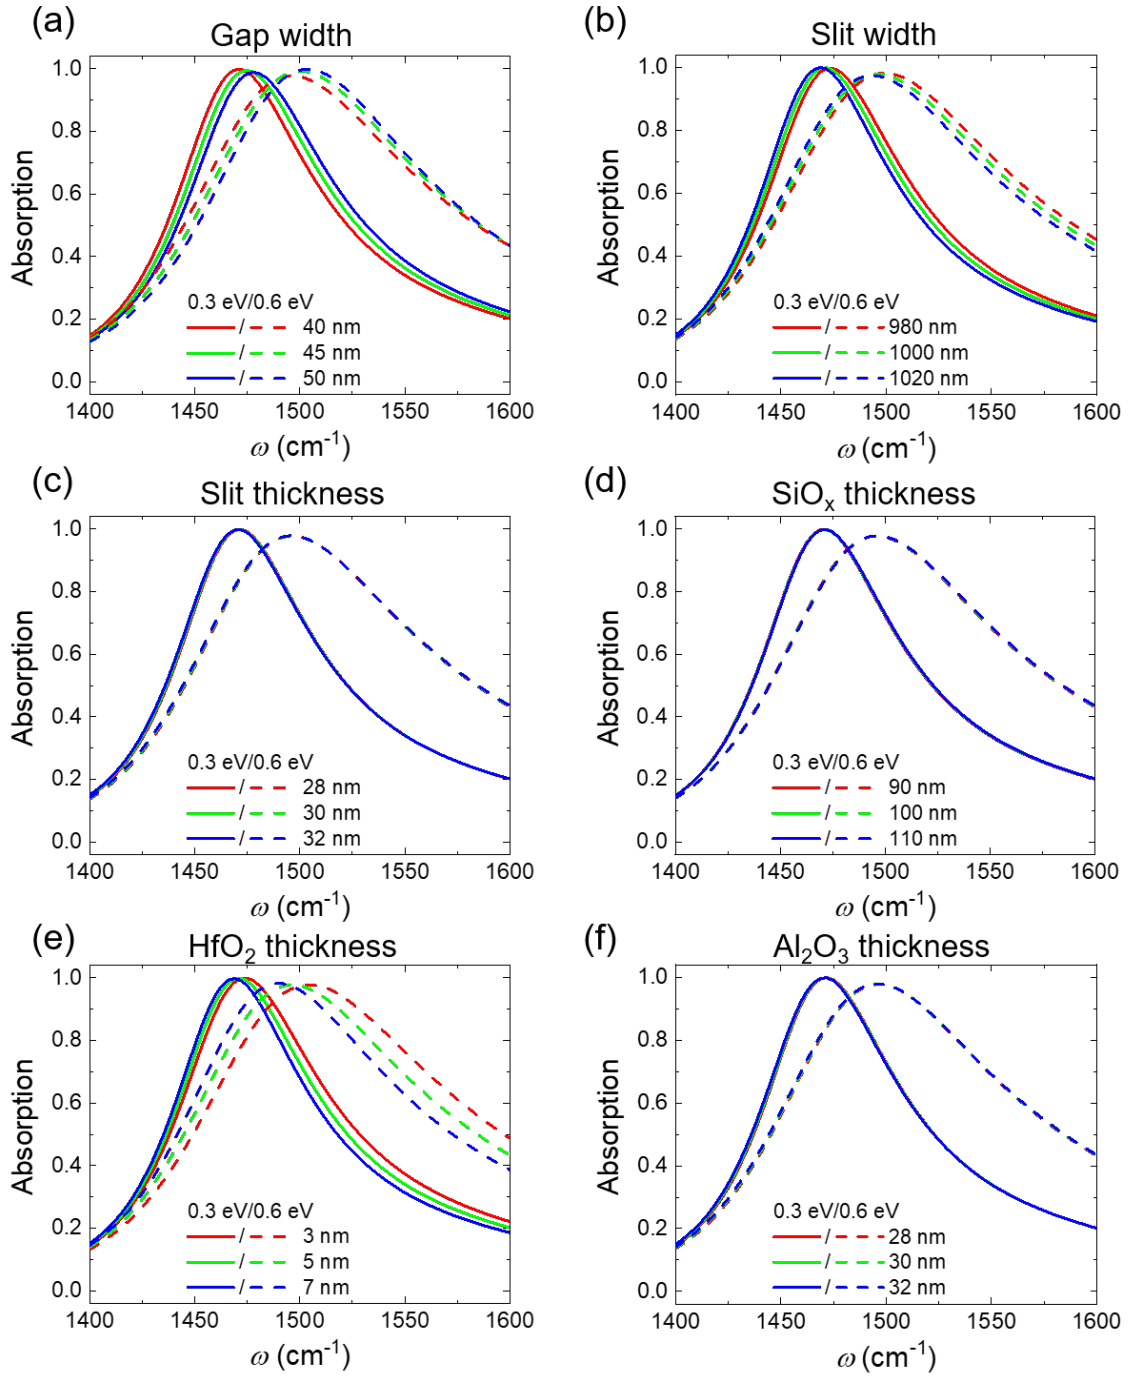 (a)
Gap width
1.0
0.8
0.6
0.4
0.2
0.0
Absorption
0.3 eV/0.6 eV
/ 40 nm
/ 45 nm
/ 50 nm
1400 1450 1500 1550 1600
ω (cm⁻¹)
(b)
Slit width
1.0
0.8
0.6
0.4
0.2
0.0
Absorption
0.3 eV/0.6 eV
/ 980 nm
/ 1000 nm
/ 1020 nm
1400 1450 1500 1550 1600
ω (cm⁻¹)
(c)
Slit thickness
1.0
0.8
0.6
0.4
0.2
0.0
Absorption
0.3 eV/0.6 eV
/ 28 nm
/ 30 nm
/ 32 nm
1400 1450 1500 1550 1600
ω (cm⁻¹)
(d)
SiOₓ thickness
1.0
0.8
0.6
0.4
0.2
0.0
Absorption
0.3 eV/0.6 eV
/ 90 nm
/ 100 nm
/ 110 nm
1400 1450 1500 1550 1600
ω (cm⁻¹)
(e)
HfO₂ thickness
1.0
0.8
0.6
0.4
0.2
0.0
Absorption
0.3 eV/0.6 eV
/ 3 nm
/ 5 nm
/ 7 nm
1400 1450 1500 1550 1600
ω (cm⁻¹)
(f)
Al₂O₃ thickness
1.0
0.8
0.6
0.4
0.2
0.0
Absorption
0.3 eV/0.6 eV
/ 28 nm
/ 30 nm
/ 32 nm
1400 1450 1500 1550 1600
ω (cm⁻¹)